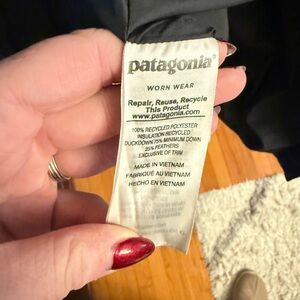 patagonia®
WORN WEAR
Repair, Reuse, Recycle
This Product
www.patagonia.com
100% RECYCLED POLYESTER
INSULATION RECYCLED
DUCKDOWN 75% MINIMUM DOWN
25% FEATHERS
EXCLUSIVE OF TRIM
MADE IN VIETNAM
FABRIQUÉ AU VIETNAM
HECHO EN VIETNAM